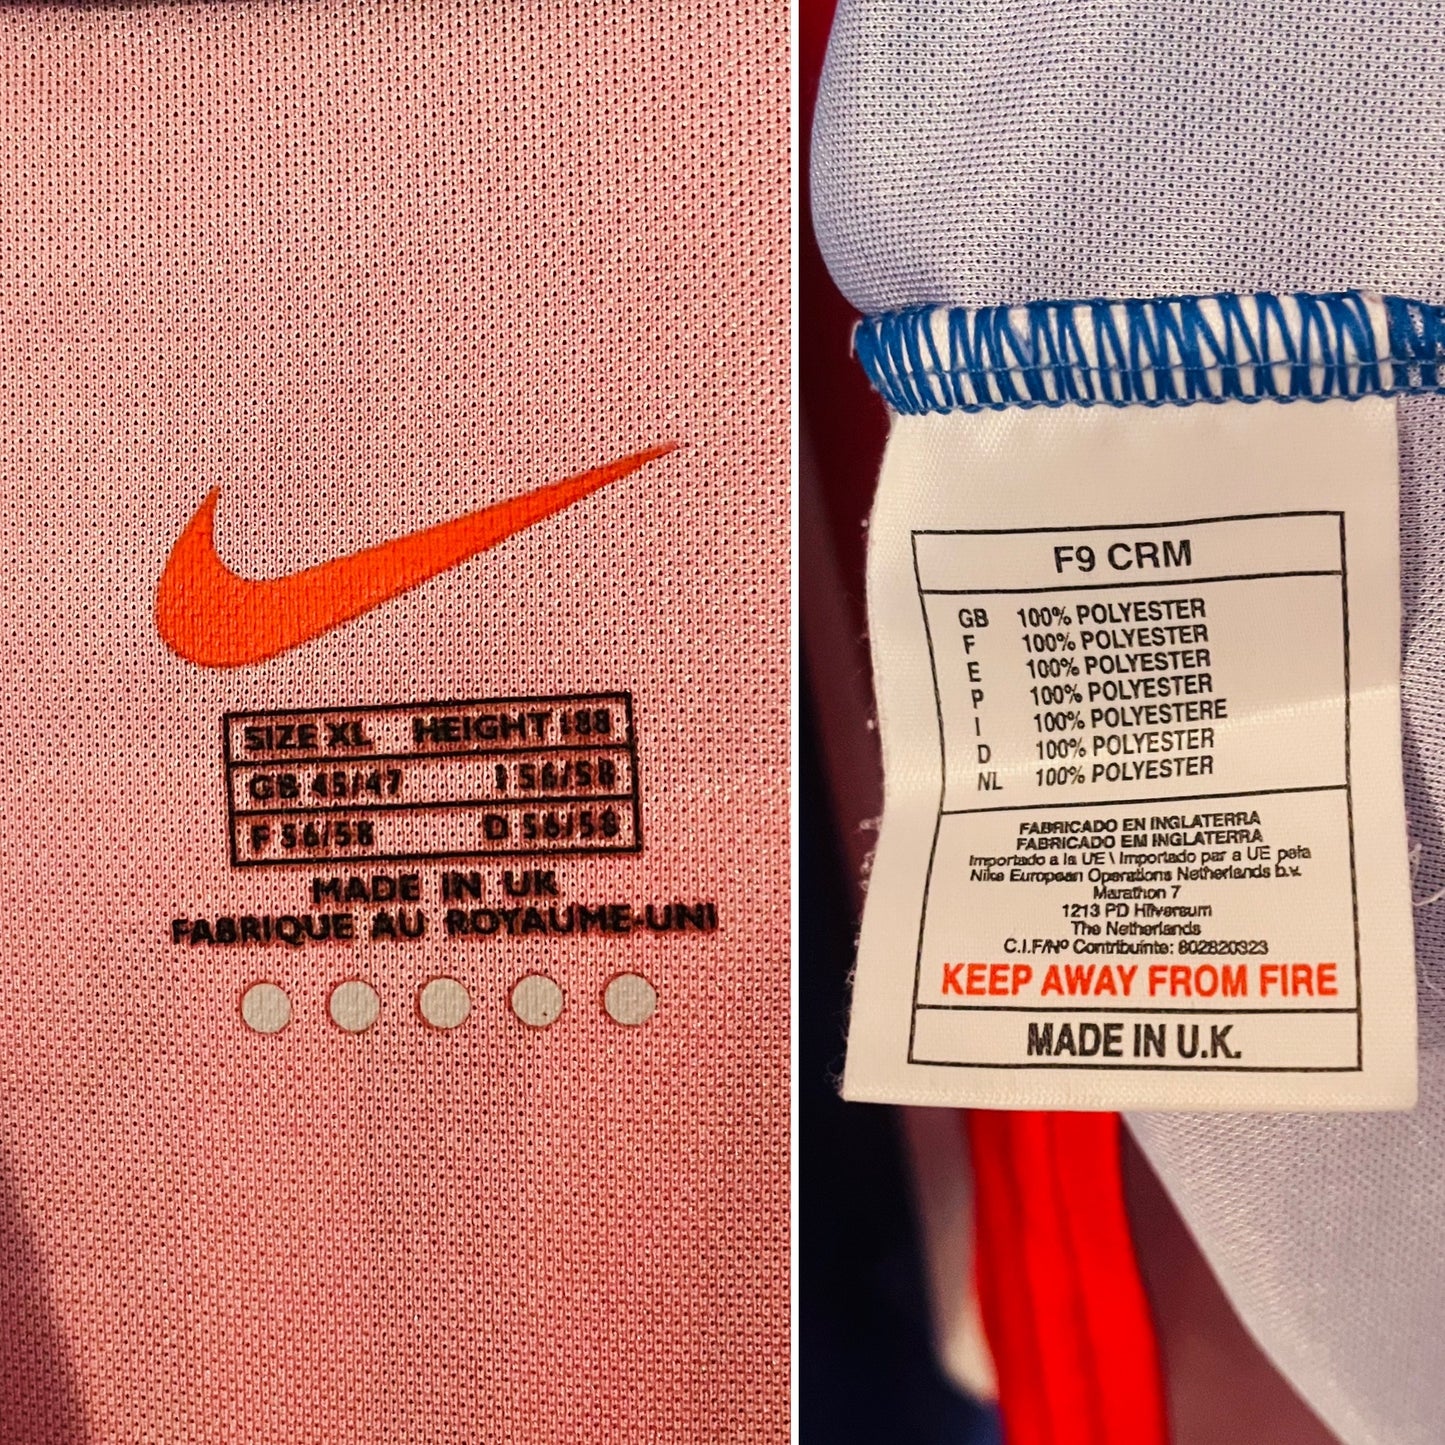 SIZE XL HEIGHT 188
GB 45/47 I 56/58
F 56/58 D 56/58
MADE IN UK
FABRIQUE AU ROYAUME-UNI
F9 CRM
GB 100% POLYESTER
F 100% POLYESTER
E 100% POLYESTER
P 100% POLYESTER
I 100% POLYESTERE
D 100% POLYESTER
NL 100% POLYESTER
FABRICADO EN INGLATERRA
FABRICADO EM INGLATERRA
Importado a la UE \ Importado par a UE pela
Nike European Operations Netherlands b.v.
Marathon 7
1213 PD Hilversum
The Netherlands
C.I.F/Nº Contribuinte: 802820323
KEEP AWAY FROM FIRE
MADE IN U.K.